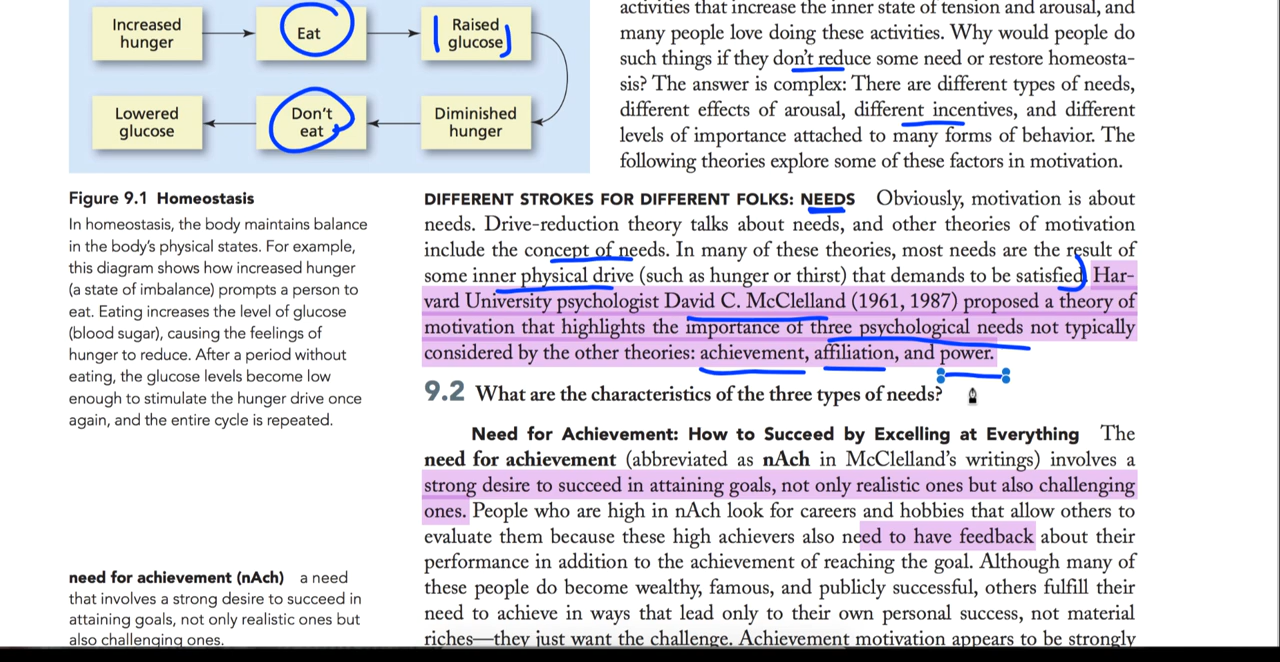 Increased
hunger
Eat
Raised
glucose
Lowered
glucose
Don't
eat
Diminished
hunger
Figure 9.1 Homeostasis
In homeostasis, the body maintains balance
in the body's physical states. For example,
this diagram shows how increased hunger
(a state of imbalance) prompts a person to
eat. Eating increases the level of glucose
(blood sugar), causing the feelings of
hunger to reduce. After a period without
eating, the glucose levels become low
enough to stimulate the hunger drive once
again, and the entire cycle is repeated.
need for achievement (nAch) a need
that involves a strong desire to succeed in
attaining goals, not only realistic ones but
also challenging ones.
activities that increase the inner state of tension and arousal, and
many people love doing these activities. Why would people do
such things if they don't reduce some need or restore homeosta-
sis? The answer is complex: There are different types of needs,
different effects of arousal, different incentives, and different
levels of importance attached to many forms of behavior. The
following theories explore some of these factors in motivation.
DIFFERENT STROKES FOR DIFFERENT FOLKS: NEEDS Obviously, motivation is about
needs. Drive-reduction theory talks about needs, and other theories of motivation
include the concept of needs. In many of these theories, most needs are the result of
some inner physical drive (such as hunger or thirst) that demands to be satisfied. Har-
vard University psychologist David C. McClelland (1961, 1987) proposed a theory of
motivation that highlights the importance of three psychological needs not typically
considered by the other theories: achievement, affiliation, and power.
9.2 What are the characteristics of the three types of needs?
Need for Achievement: How to Succeed by Excelling at Everything The
need for achievement (abbreviated as nAch in McClelland's writings) involves a
strong desire to succeed in attaining goals, not only realistic ones but also challenging
ones. People who are high in nAch look for careers and hobbies that allow others to
evaluate them because these high achievers also need to have feedback about their
performance in addition to the achievement of reaching the goal. Although many of
these people do become wealthy, famous, and publicly successful, others fulfill their
need to achieve in ways that lead only to their own personal success, not material
riches—they just want the challenge. Achievement motivation appears to be strongly